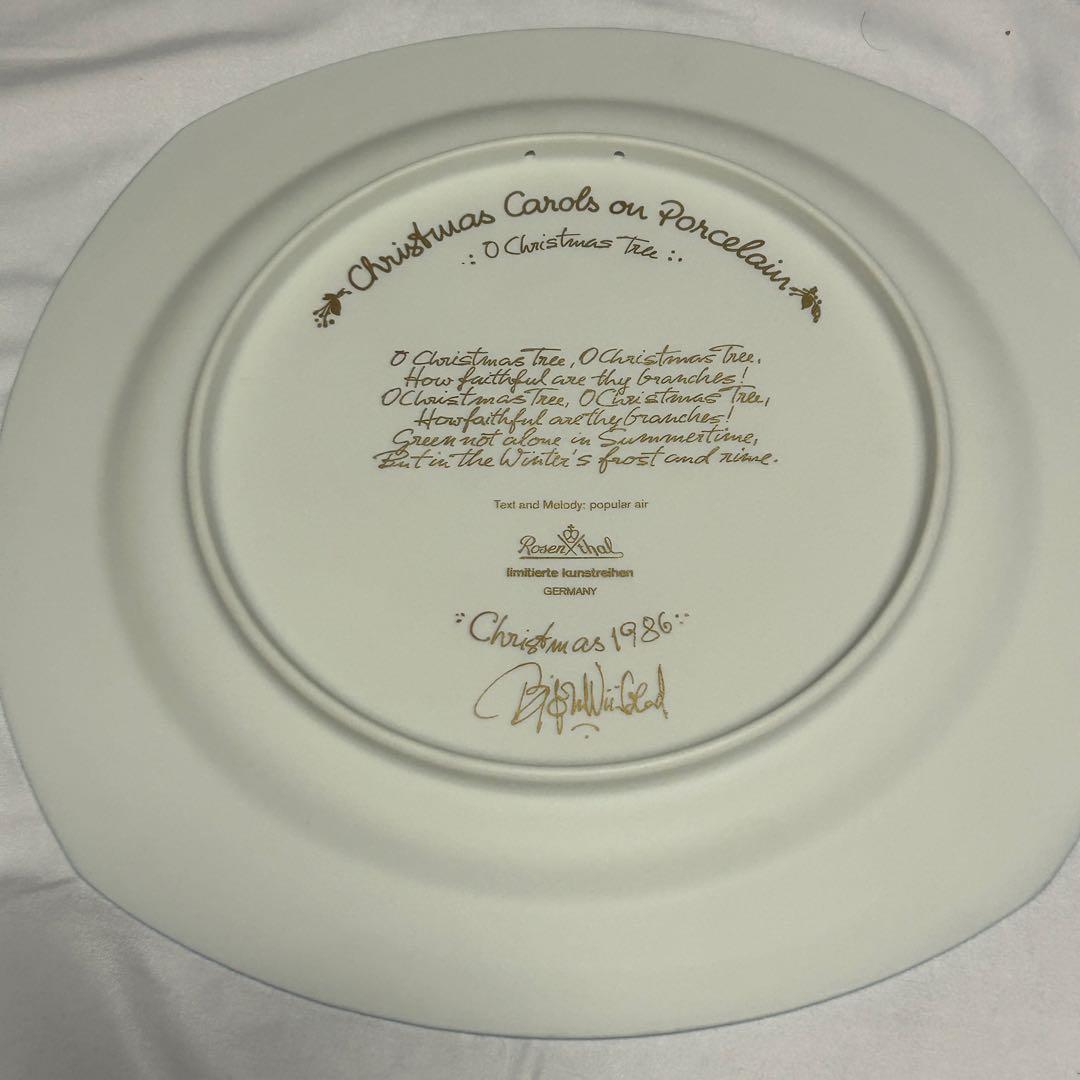 Christmas Carols on Porcelain
O Christmas Tree
O Christmas Tree, O Christmas Tree,
How faithful are thy branches!
O Christmas Tree, O Christmas Tree,
How faithful are thy branches!
Green not alone in Summertime,
But in the Winter's frost and rime.
Text and Melody: popular air
Rosenthal
limitierte kunstreihen
GERMANY
Christmas 1986
Bjørn Wiinblad